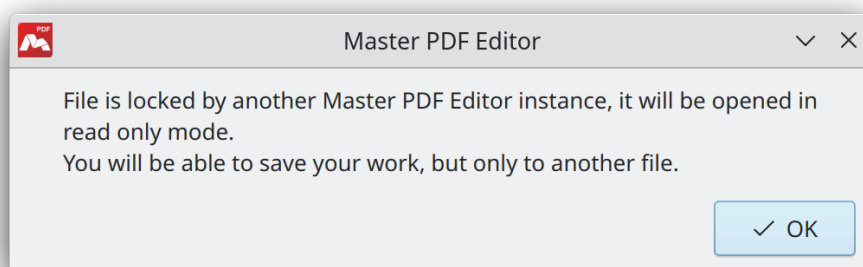 PDF
Master PDF Editor
File is locked by another Master PDF Editor instance, it will be opened in
read only mode.
You will be able to save your work, but only to another file.
OK